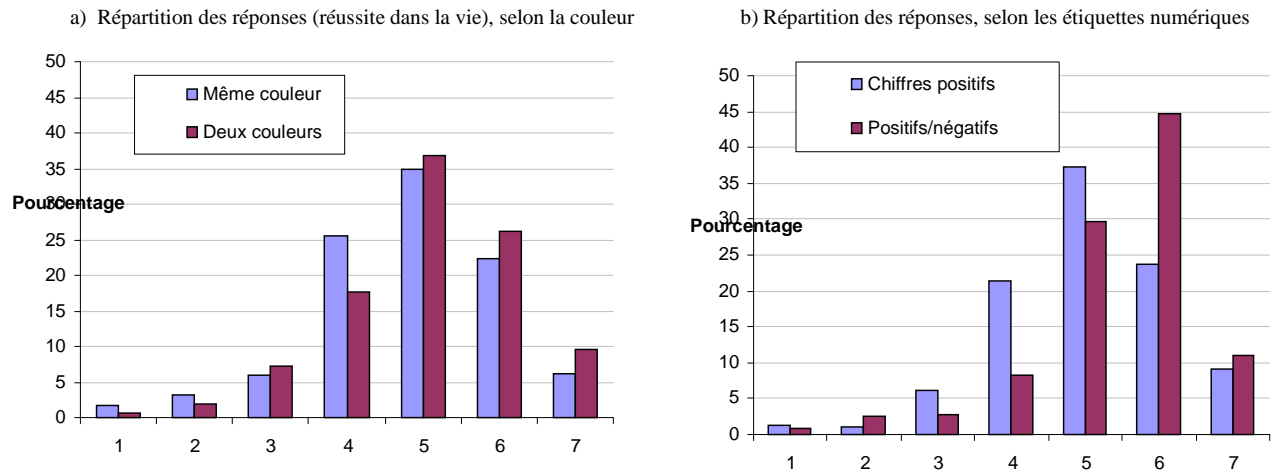 a) Répartition des réponses (réussite dans la vie), selon la couleur
50
45
40
35
30
25
20
15
10
5
0
Pourcentage
Même couleur
Deux couleurs
1 2 3 4 5 6 7
b) Répartition des réponses, selon les étiquettes numériques
50
45
40
35
30
25
20
15
10
5
0
Pourcentage
Chiffres positifs
Positifs/négatifs
1 2 3 4 5 6 7